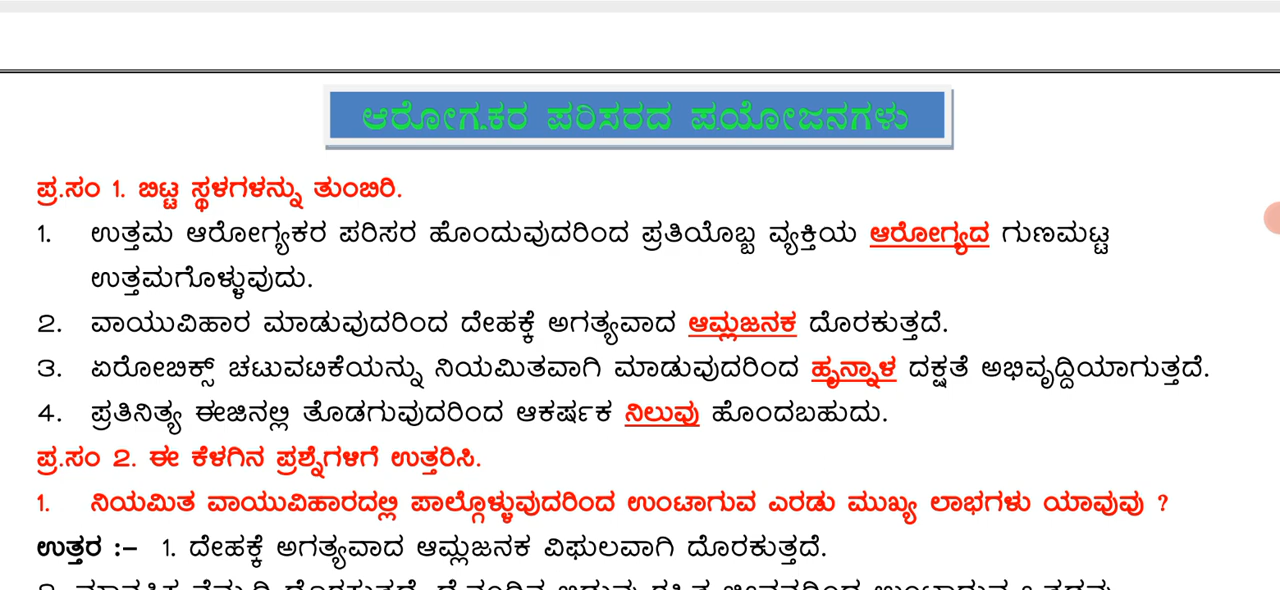 ಆರೋಗ್ಯಕರ ಪರಿಸರದ ಪ್ರಯೋಜನಗಳು
ಪ್ರ.ಸಂ 1. ಬಿಟ್ಟ ಸ್ಥಳಗಳನ್ನು ತುಂಬಿರಿ.
1. ಉತ್ತಮ ಆರೋಗ್ಯಕರ ಪರಿಸರ ಹೊಂದುವುದರಿಂದ ಪ್ರತಿಯೊಬ್ಬ ವ್ಯಕ್ತಿಯ ಆರೋಗ್ಯದ ಗುಣಮಟ್ಟ
ಉತ್ತಮಗೊಳ್ಳುವುದು.
2. ವಾಯುವಿಹಾರ ಮಾಡುವುದರಿಂದ ದೇಹಕ್ಕೆ ಅಗತ್ಯವಾದ ಆಮ್ಲಜನಕ ದೊರಕುತ್ತದೆ.
3. ಏರೋಬಿಕ್ಸ್ ಚಟುವಟಿಕೆಯನ್ನು ನಿಯಮಿತವಾಗಿ ಮಾಡುವುದರಿಂದ ಹೃನ್ನಾಳ ದಕ್ಷತೆ ಅಭಿವೃದ್ದಿಯಾಗುತ್ತದೆ.
4. ಪ್ರತಿನಿತ್ಯ ಈಜಿನಲ್ಲಿ ತೊಡಗುವುದರಿಂದ ಆಕರ್ಷಕ ನಿಲುವು ಹೊಂದಬಹುದು.
ಪ್ರ.ಸಂ 2. ಈ ಕೆಳಗಿನ ಪ್ರಶ್ನೆಗಳಿಗೆ ಉತ್ತರಿಸಿ.
1. ನಿಯಮಿತ ವಾಯುವಿಹಾರದಲ್ಲಿ ಪಾಲ್ಗೊಳ್ಳುವುದರಿಂದ ಉಂಟಾಗುವ ಎರಡು ಮುಖ್ಯ ಲಾಭಗಳು ಯಾವುವು ?
ಉತ್ತರ :– 1. ದೇಹಕ್ಕೆ ಅಗತ್ಯವಾದ ಆಮ್ಲಜನಕ ವಿಫುಲವಾಗಿ ದೊರಕುತ್ತದೆ.